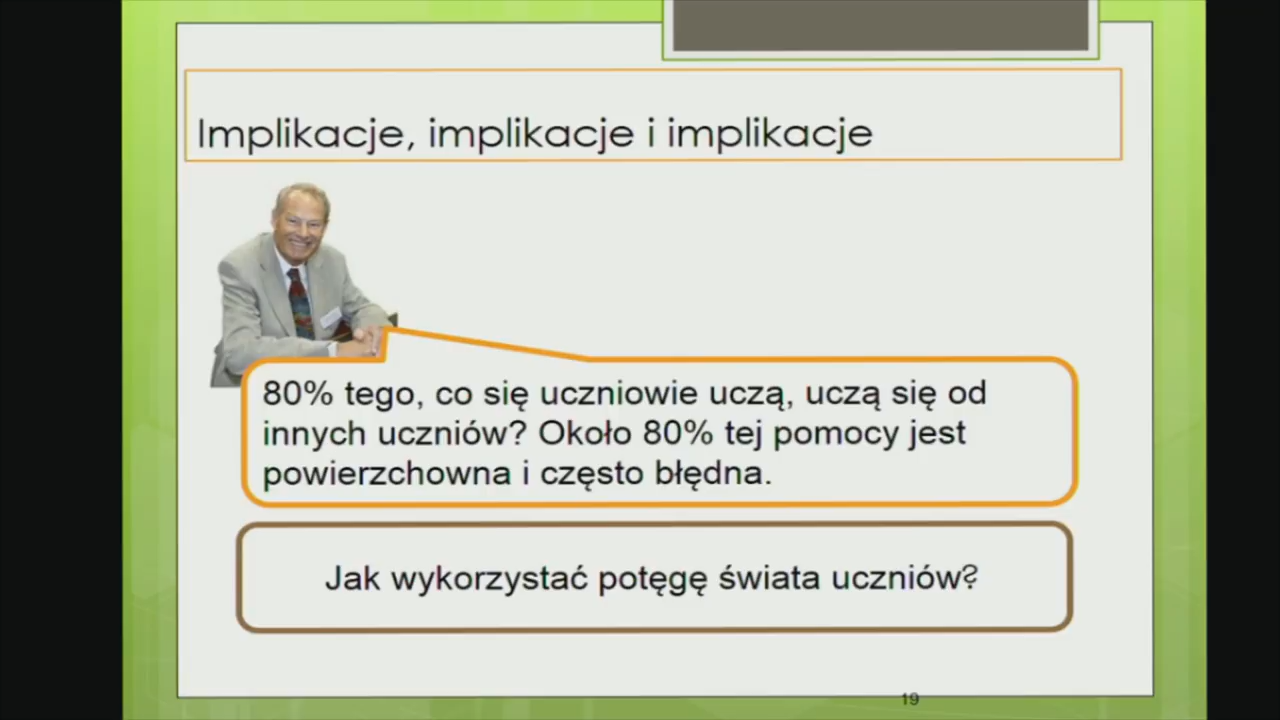 Implikacje, implikacje i implikacje
80% tego, co się uczniowie uczą, uczą się od
innych uczniów? Około 80% tej pomocy jest
powierzchowna i często błędna.
Jak wykorzystać potęgę świata uczniów?
19